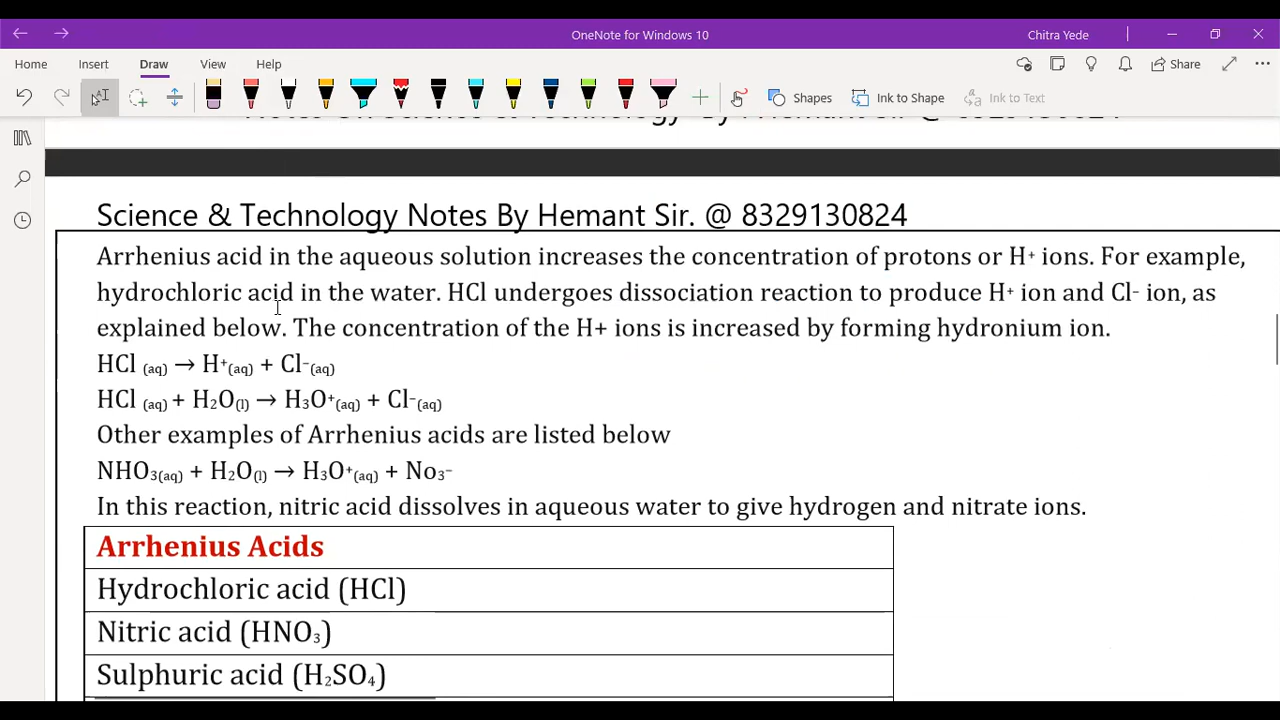 OneNote for Windows 10
Chitra Yede
Home Insert Draw View Help
Share
Shapes
Ink to Shape
Ink to Text
Science & Technology Notes By Hemant Sir. @ 8329130824
Arrhenius acid in the aqueous solution increases the concentration of protons or H⁺ ions. For example,
hydrochloric acid in the water. HCl undergoes dissociation reaction to produce H⁺ ion and Cl- ion, as
explained below. The concentration of the H+ ions is increased by forming hydronium ion.
HCl (aq) → H⁺(aq) + Cl⁻(aq)
HCl (aq) + H₂O(l) → H₃O⁺(aq) + Cl⁻(aq)
Other examples of Arrhenius acids are listed below
NHO₃(aq) + H₂O(l) → H₃O⁺(aq) + No₃⁻
In this reaction, nitric acid dissolves in aqueous water to give hydrogen and nitrate ions.
Arrhenius Acids
Hydrochloric acid (HCl)
Nitric acid (HNO₃)
Sulphuric acid (H₂SO₄)